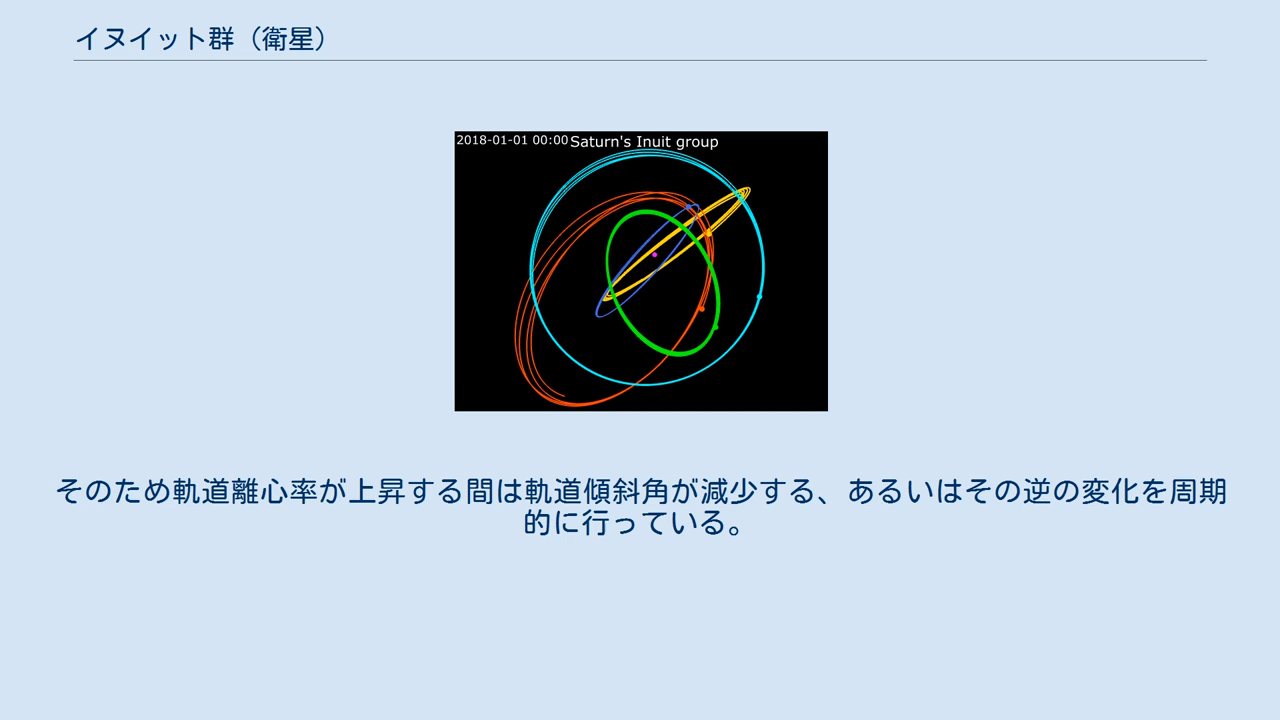 イヌイット群（衛星）
2018-01-01 00:00 Saturn's Inuit group
そのため軌道離心率が上昇する間は軌道傾斜角が減少する、あるいはその逆の変化を周期
的に行っている。